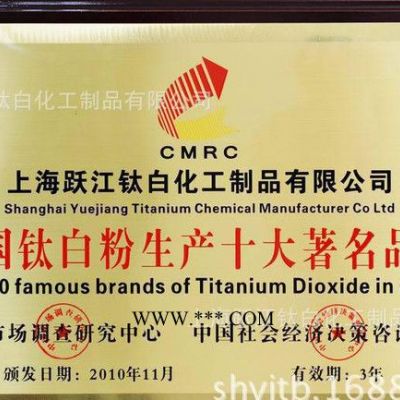 钛白化工制品有限公司
CMRC
上海跃江钛白化工制品有限公司
Shanghai Yuejiang Titanium Chemical Manufacturer Co Ltd
国钛白粉生产十大著名品
0 famous brands of Titanium Dioxide in
www.***.com
市场调查研究中心 中国社会经济决策咨
颁发日期:2010年11月 有效期:3年
shyjtb.1688